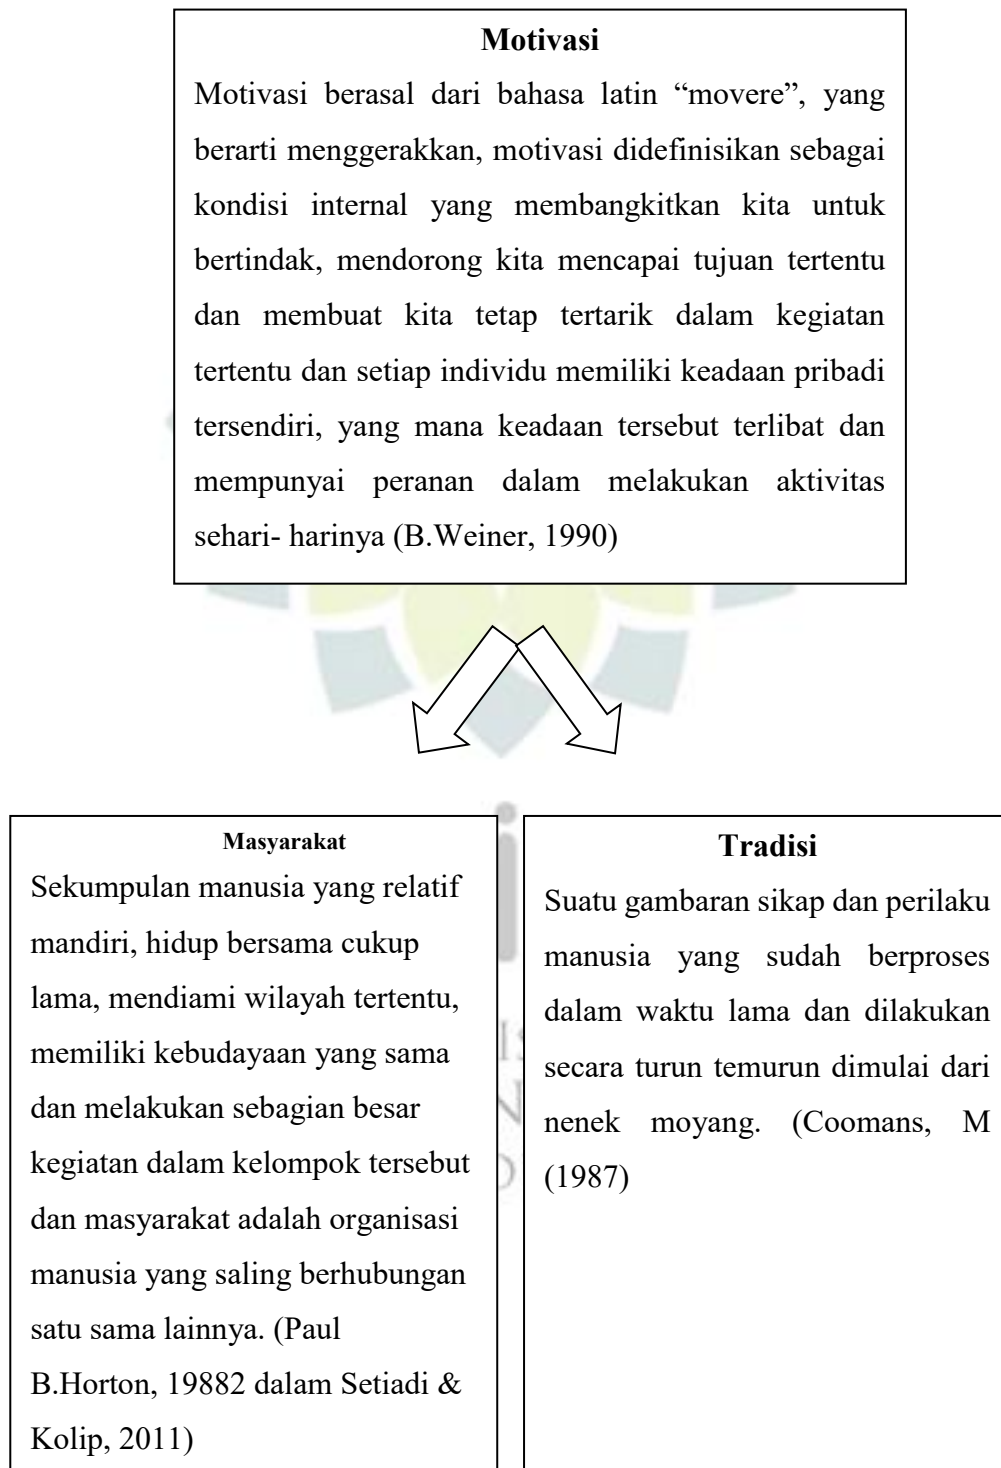 Motivasi
Motivasi berasal dari bahasa latin “movere”, yang
berarti menggerakkan, motivasi didefinisikan sebagai
kondisi internal yang membangkitkan kita untuk
bertindak, mendorong kita mencapai tujuan tertentu
dan membuat kita tetap tertarik dalam kegiatan
tertentu dan setiap individu memiliki keadaan pribadi
tersendiri, yang mana keadaan tersebut terlibat dan
mempunyai peranan dalam melakukan aktivitas
sehari- harinya (B.Weiner, 1990)
Masyarakat
Sekumpulan manusia yang relatif
mandiri, hidup bersama cukup
lama, mendiami wilayah tertentu,
memiliki kebudayaan yang sama
dan melakukan sebagian besar
kegiatan dalam kelompok tersebut
dan masyarakat adalah organisasi
manusia yang saling berhubungan
satu sama lainnya. (Paul
B.Horton, 19882 dalam Setiadi &
Kolip, 2011)
Tradisi
Suatu gambaran sikap dan perilaku
manusia yang sudah berproses
dalam waktu lama dan dilakukan
secara turun temurun dimulai dari
nenek moyang. (Coomans, M
(1987)